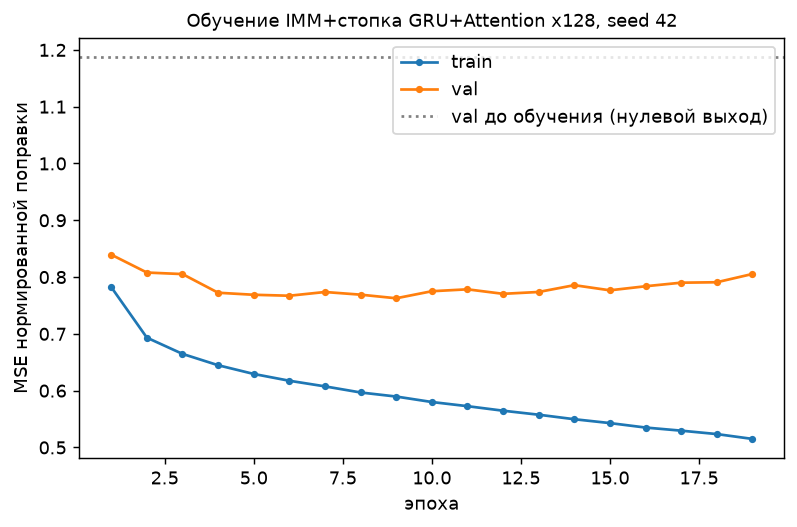 Обучение IMM+стопка GRU+Attention x128, seed 42
train
val
val до обучения (нулевой выход)
MSE нормированной поправки
1.2
1.1
1.0
0.9
0.8
0.7
0.6
0.5
2.5 5.0 7.5 10.0 12.5 15.0 17.5
эпоха